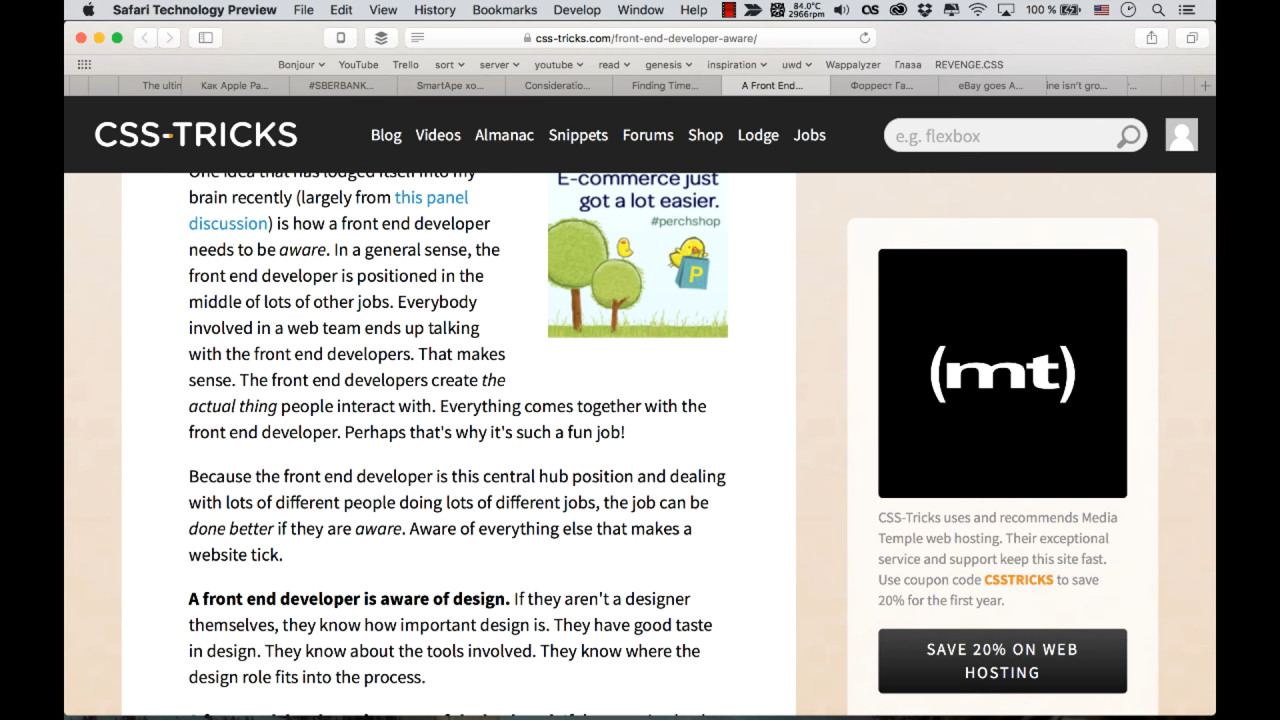 Safari Technology Preview File Edit View History Bookmarks Develop Window Help 84.0°C 2966rpm 100 %
css-tricks.com/front-end-developer-aware/
Bonjour YouTube Trello sort server youtube read genesis inspiration uwd Wappalyzer Глаза REVENGE.CSS
The ultin Как Apple Pa... #SBERBANK... SmartApe xo... Consideratio... Finding Time... A Front End... Форрест Га... eBay goes A... ine isn't gro...
CSS-TRICKS Blog Videos Almanac Snippets Forums Shop Lodge Jobs e.g. flexbox
One idea that has lodged itself into my
brain recently (largely from this panel
discussion) is how a front end developer
needs to be aware. In a general sense, the
front end developer is positioned in the
middle of lots of other jobs. Everybody
involved in a web team ends up talking
with the front end developers. That makes
sense. The front end developers create the
actual thing people interact with. Everything comes together with the
front end developer. Perhaps that's why it's such a fun job!
E-commerce just
got a lot easier.
#perchshop
P
Because the front end developer is this central hub position and dealing
with lots of different people doing lots of different jobs, the job can be
done better if they are aware. Aware of everything else that makes a
website tick.
A front end developer is aware of design. If they aren't a designer
themselves, they know how important design is. They have good taste
in design. They know about the tools involved. They know where the
design role fits into the process.
(mt)
CSS-Tricks uses and recommends Media
Temple web hosting. Their exceptional
service and support keep this site fast.
Use coupon code CSSTRICKS to save
20% for the first year.
SAVE 20% ON WEB
HOSTING